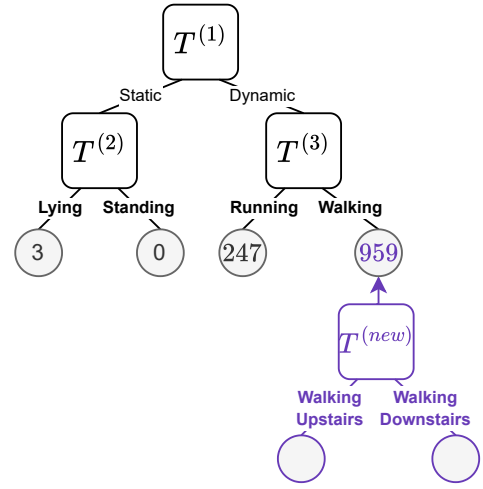 T^(1)
Static Dynamic
T^(2) T^(3)
Lying Standing Running Walking
3 0 247 959
T^(new)
Walking Walking
Upstairs Downstairs